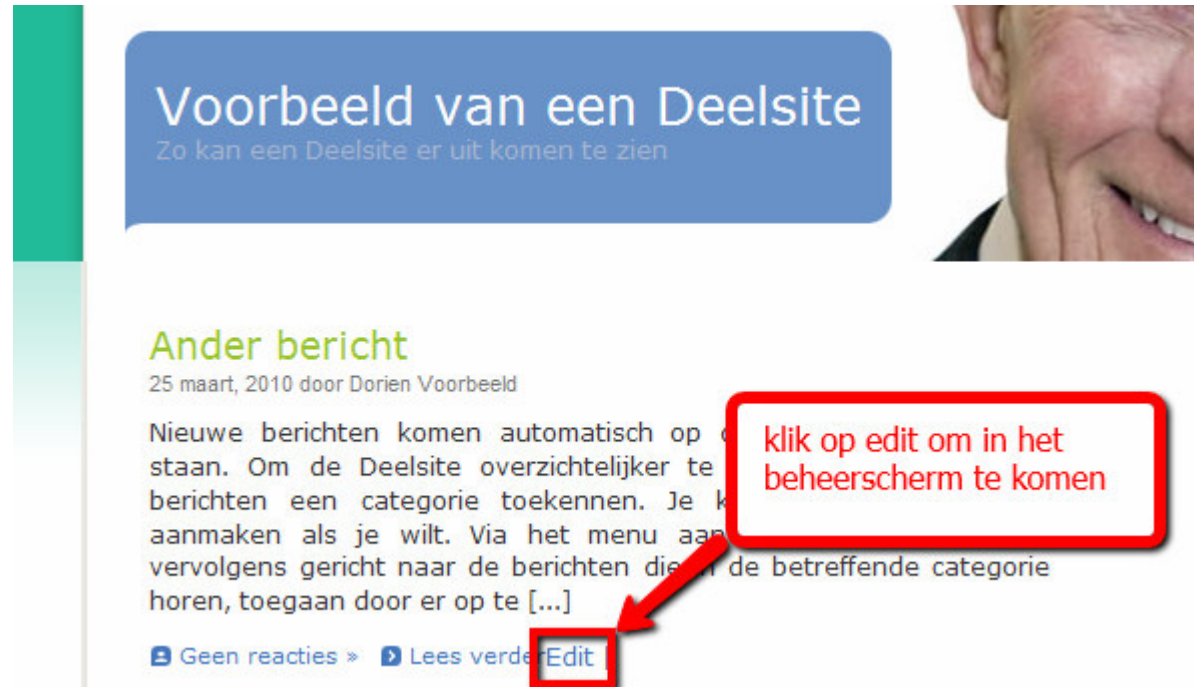 Voorbeeld van een Deelsite
Zo kan een Deelsite er uit komen te zien
Ander bericht
25 maart, 2010 door Dorien Voorbeeld
Nieuwe berichten komen automatisch op
staan. Om de Deelsite overzichtelijker te
berichten een categorie toekennen. Je
aanmaken als je wilt. Via het menu
vervolgens gericht naar de berichten de betreffende categorie
horen, toegaan door er op te [...]
klik op edit om in het
beheerscherm te komen
Geen reacties » Lees verder Edit |